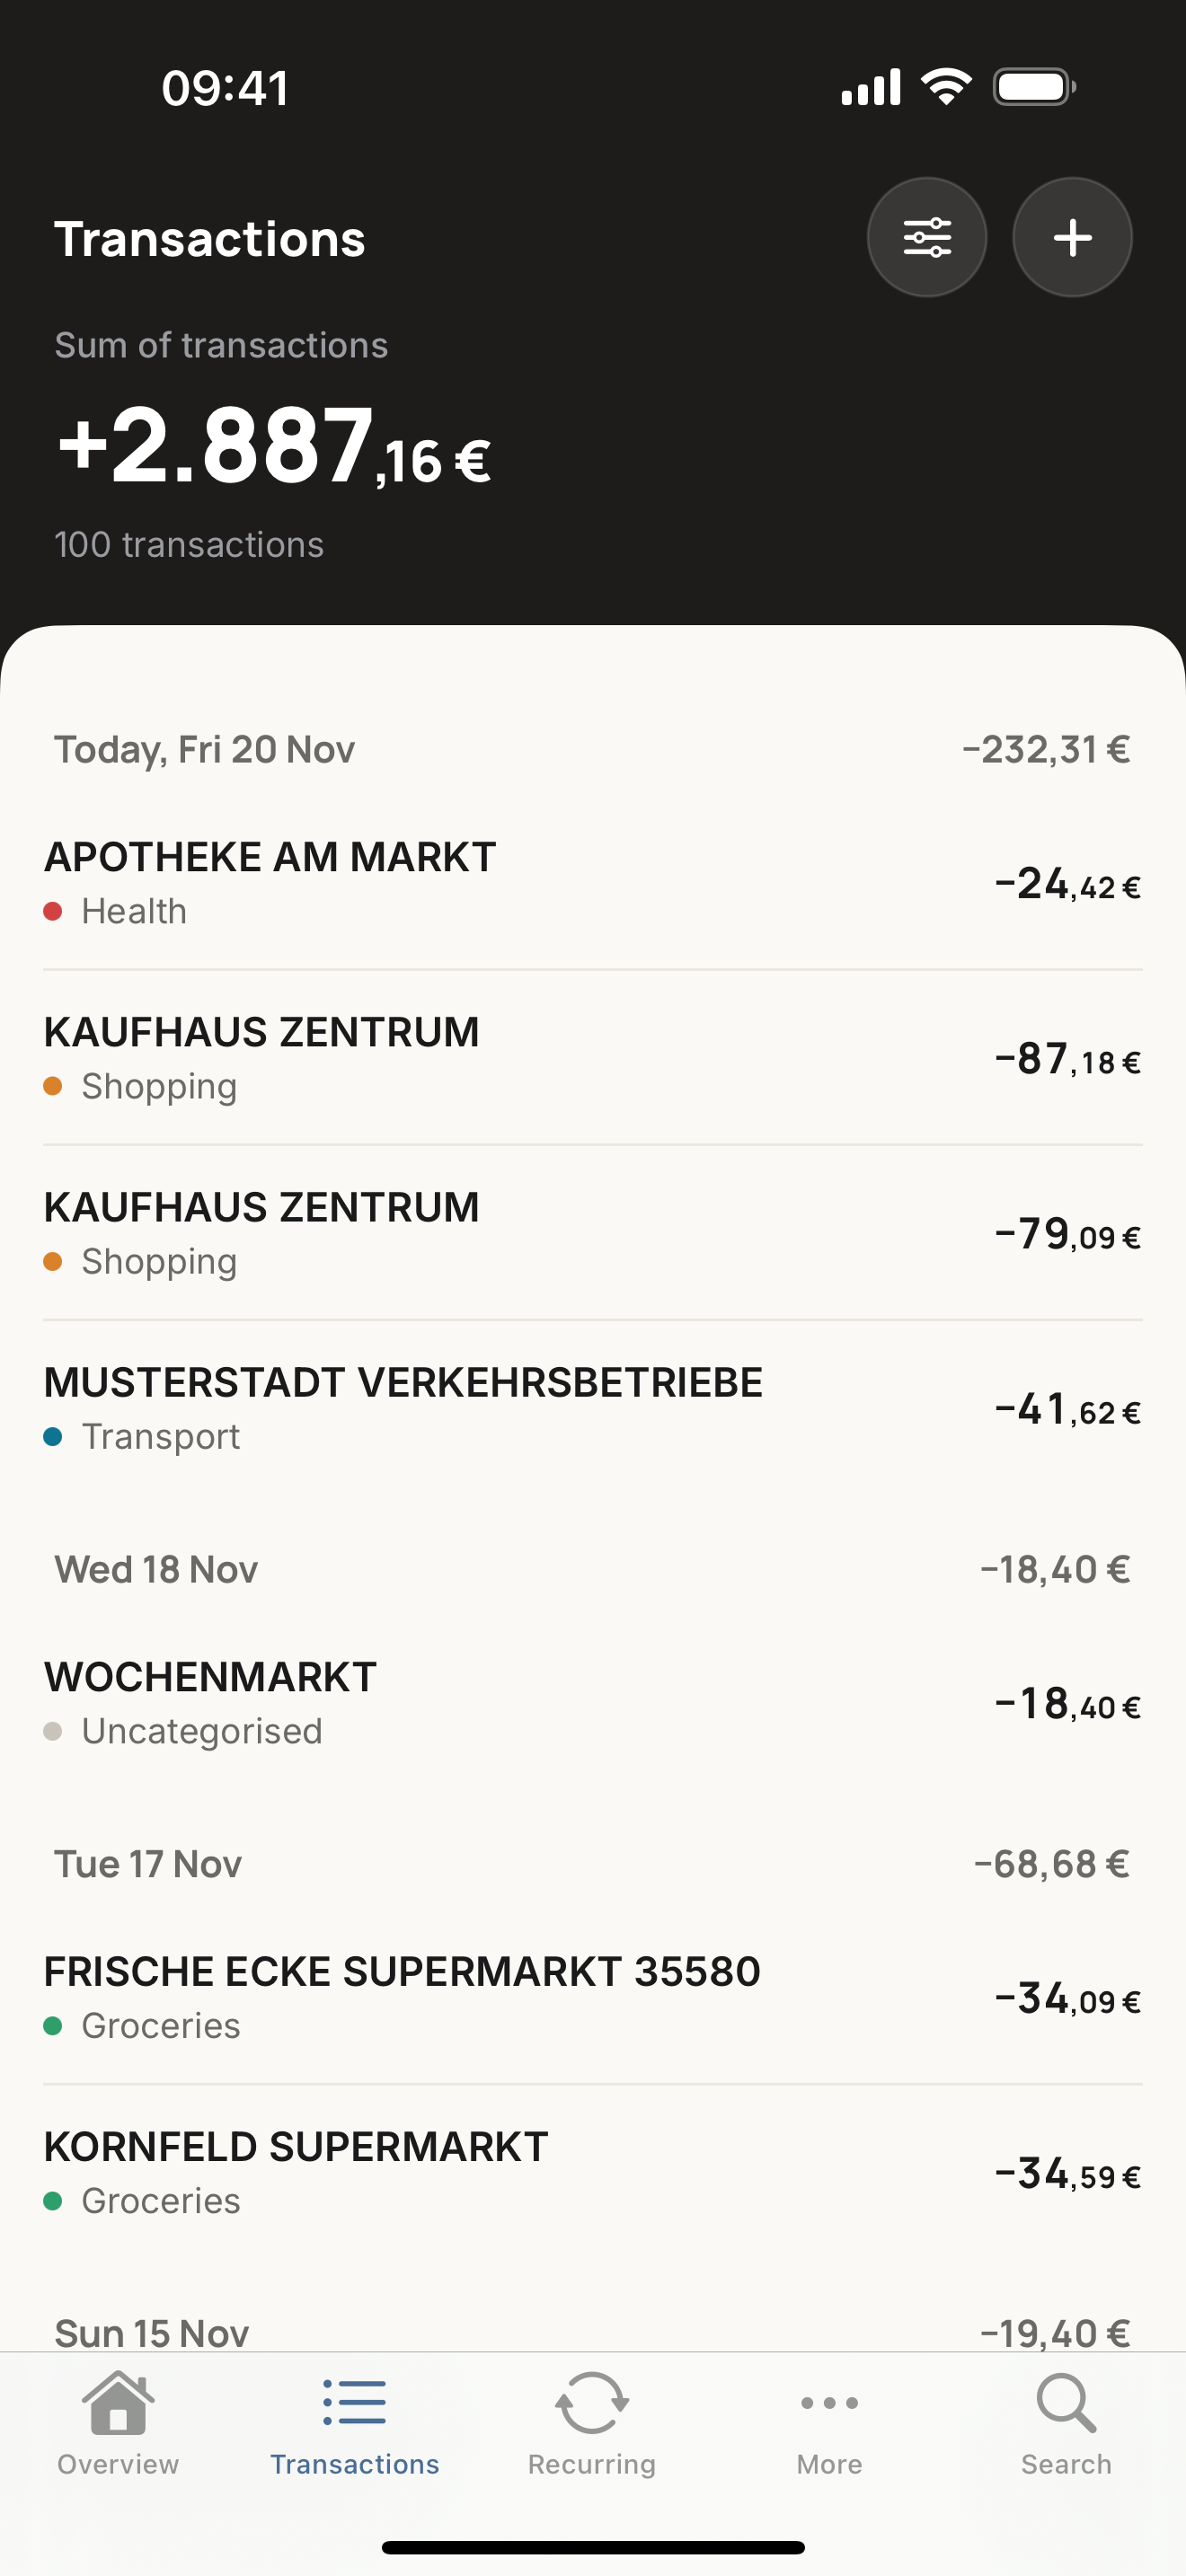 09:41
Transactions
Sum of transactions
+2.887,16 €
100 transactions
Today, Fri 20 Nov −232,31 €
APOTHEKE AM MARKT
Health
−24,42 €
KAUFHAUS ZENTRUM
Shopping
−87,18 €
KAUFHAUS ZENTRUM
Shopping
−79,09 €
MUSTERSTADT VERKEHRSBETRIEBE
Transport
−41,62 €
Wed 18 Nov −18,40 €
WOCHENMARKT
Uncategorised
−18,40 €
Tue 17 Nov −68,68 €
FRISCHE ECKE SUPERMARKT 35580
Groceries
−34,09 €
KORNFELD SUPERMARKT
Groceries
−34,59 €
Sun 15 Nov −19,40 €
Overview Transactions Recurring More Search